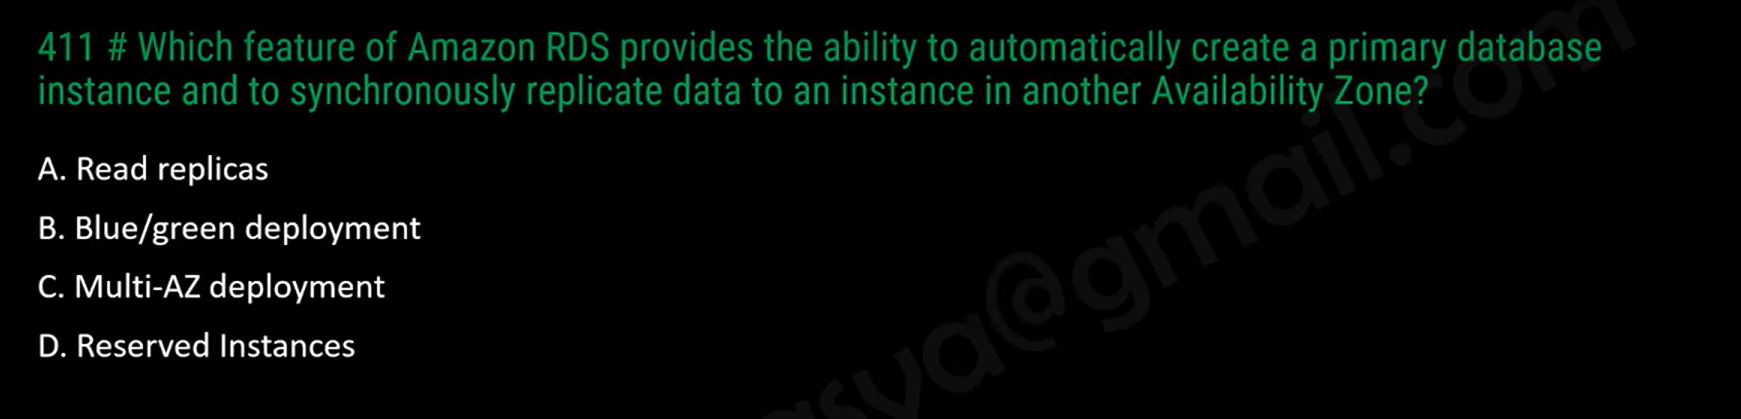 411 # Which feature of Amazon RDS provides the ability to automatically create a primary database
instance and to synchronously replicate data to an instance in another Availability Zone?
A. Read replicas
B. Blue/green deployment
C. Multi-AZ deployment
D. Reserved Instances